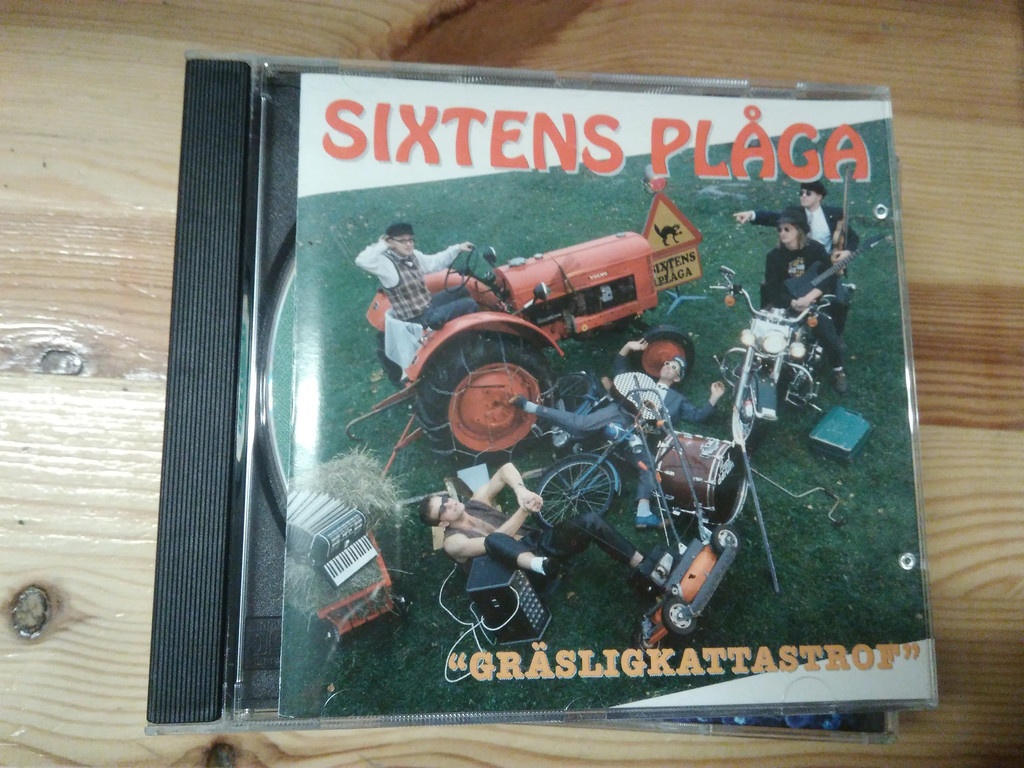 SIXTENS PLÅGA
VOLVO
SIXTENS
PLÅGA
“GRÄSLIGKATTASTROF”